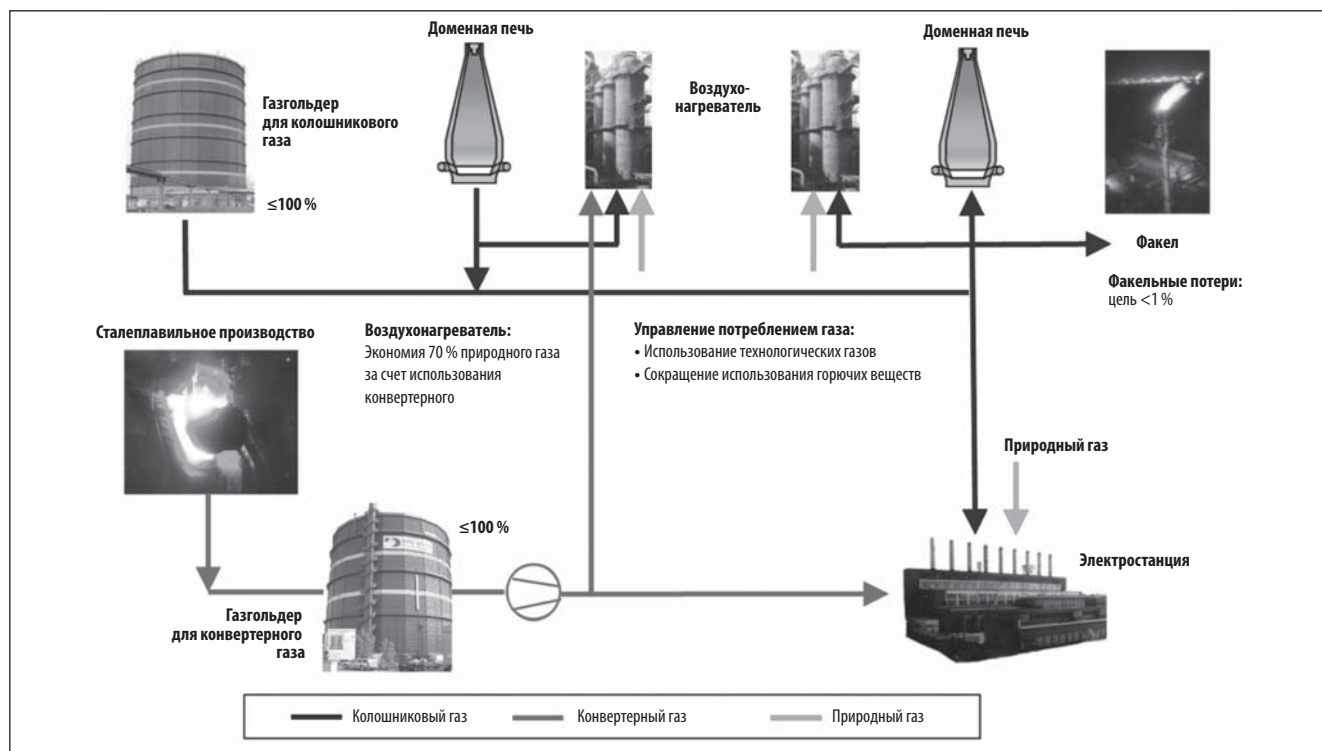 Доменная печь
Доменная печь
Газгольдер
для колошникового
газа
Воздухо-
нагреватель
≤100 %
Факел
Факельные потери:
цель <1 %
Сталеплавильное производство
Воздухонагреватель:
Экономия 70 % природного газа
за счет использования
конвертерного
Управление потреблением газа:
• Использование технологических газов
• Сокращение использования горючих веществ
Природный газ
≤100 %
Электростанция
Газгольдер
для конвертерного
газа
Колошниковый газ
Конвертерный газ
Природный газ